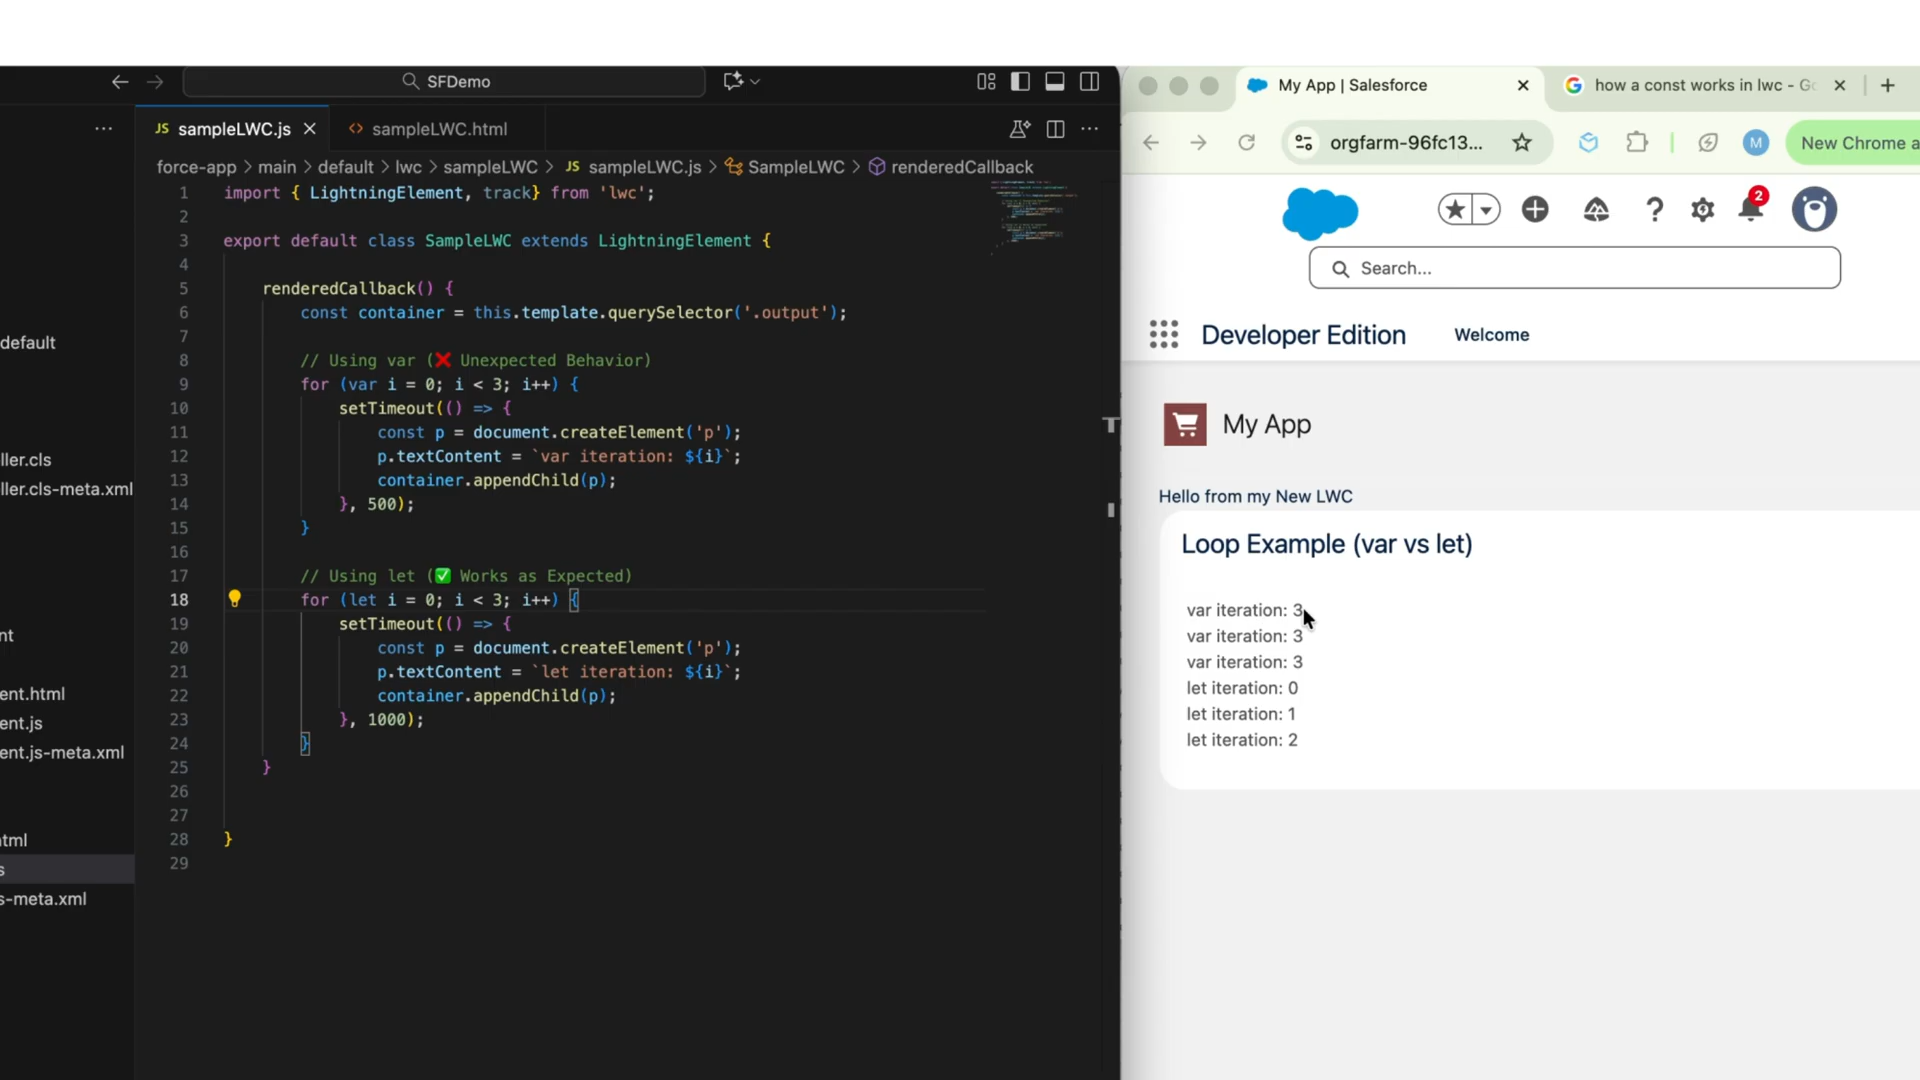 SFDemo
sampleLWC.js
sampleLWC.html
force-app > main > default > lwc > sampleLWC > JS sampleLWC.js > SampleLWC > renderedCallback
default
ller.cls
ller.cls-meta.xml
nt
ent.html
ent.js
ent.js-meta.xml
html
s
s-meta.xml
1 import { LightningElement, track} from 'lwc';
2
3 export default class SampleLWC extends LightningElement {
4
5 renderedCallback() {
6 const container = this.template.querySelector('.output');
7
8 // Using var (❌ Unexpected Behavior)
9 for (var i = 0; i < 3; i++) {
10 setTimeout(() => {
11 const p = document.createElement('p');
12 p.textContent = `var iteration: ${i}`;
13 container.appendChild(p);
14 }, 500);
15 }
16
17 // Using let (✅ Works as Expected)
18 for (let i = 0; i < 3; i++) {
19 setTimeout(() => {
20 const p = document.createElement('p');
21 p.textContent = `let iteration: ${i}`;
22 container.appendChild(p);
23 }, 1000);
24 }
25 }
26
27
28 }
29
My App | Salesforce
how a const works in lwc - Go
orgfarm-96fc13...
M
New Chrome a
2
Search...
Developer Edition
Welcome
My App
Hello from my New LWC
Loop Example (var vs let)
var iteration: 3
var iteration: 3
var iteration: 3
let iteration: 0
let iteration: 1
let iteration: 2